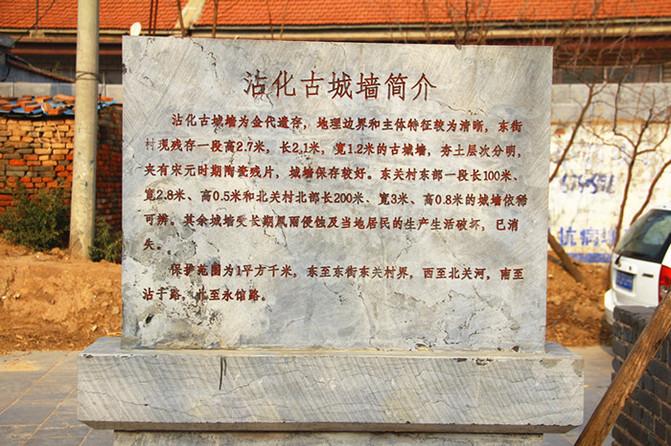 沾化古城墙简介
沾化古城墙为金代遗存，地理边界和主体特征较为清晰，东街
村现残存一段高2.7米，长2.1米，宽1.2米的古城墙，夯土层次分明，
夹有宋元时期陶瓷残片，城墙保存较好。东关村东部一段长100米、
宽2.8米、高0.5米和北关村北部长200米、宽3米、高0.8米的城墙依稀
可辨。其余城墙受长期风雨侵蚀及当地居民的生产生活破坏，已消
失。
保护范围为1平方千米，东至东街东关村界，西至北关河，南至
沾于路，北至永馆路。
抗病